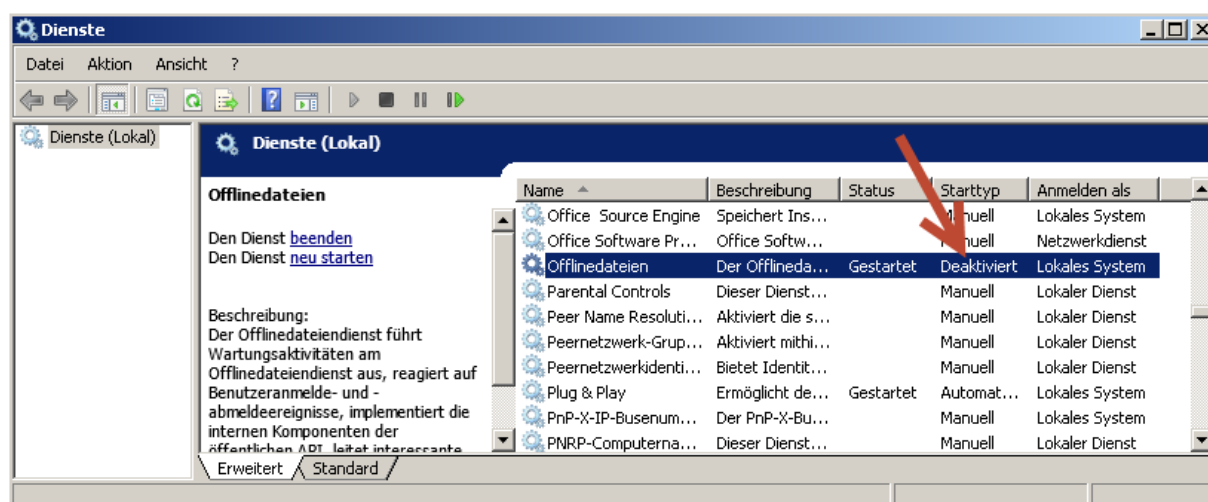 Dienste
Datei Aktion Ansicht ?
Dienste (Lokal)
Dienste (Lokal)
Offlinedateien
Den Dienst beenden
Den Dienst neu starten
Beschreibung:
Der Offlinedateiendienst führt
Wartungsaktivitäten am
Offlinedateiendienst aus, reagiert auf
Benutzeranmelde- und -
abmeldeereignisse, implementiert die
internen Komponenten der
öffentlichen API, leitet interessante
Name Beschreibung Status Starttyp Anmelden als
Office Source Engine Speichert Ins... Manuell Lokales System
Office Software Pr... Office Softw... Manuell Netzwerkdienst
Offlinedateien Der Offlineda... Gestartet Deaktiviert Lokales System
Parental Controls Dieser Dienst... Manuell Lokaler Dienst
Peer Name Resoluti... Aktiviert die s... Manuell Lokaler Dienst
Peernetzwerk-Grup... Aktiviert mithi... Manuell Lokaler Dienst
Peernetzwerkidenti... Bietet Identit... Manuell Lokaler Dienst
Plug & Play Ermöglicht de... Gestartet Automat... Lokales System
PnP-X-IP-Busenum... Der PnP-X-Bu... Manuell Lokales System
PNRP-Computerna... Dieser Dienst... Manuell Lokaler Dienst
Erweitert Standard